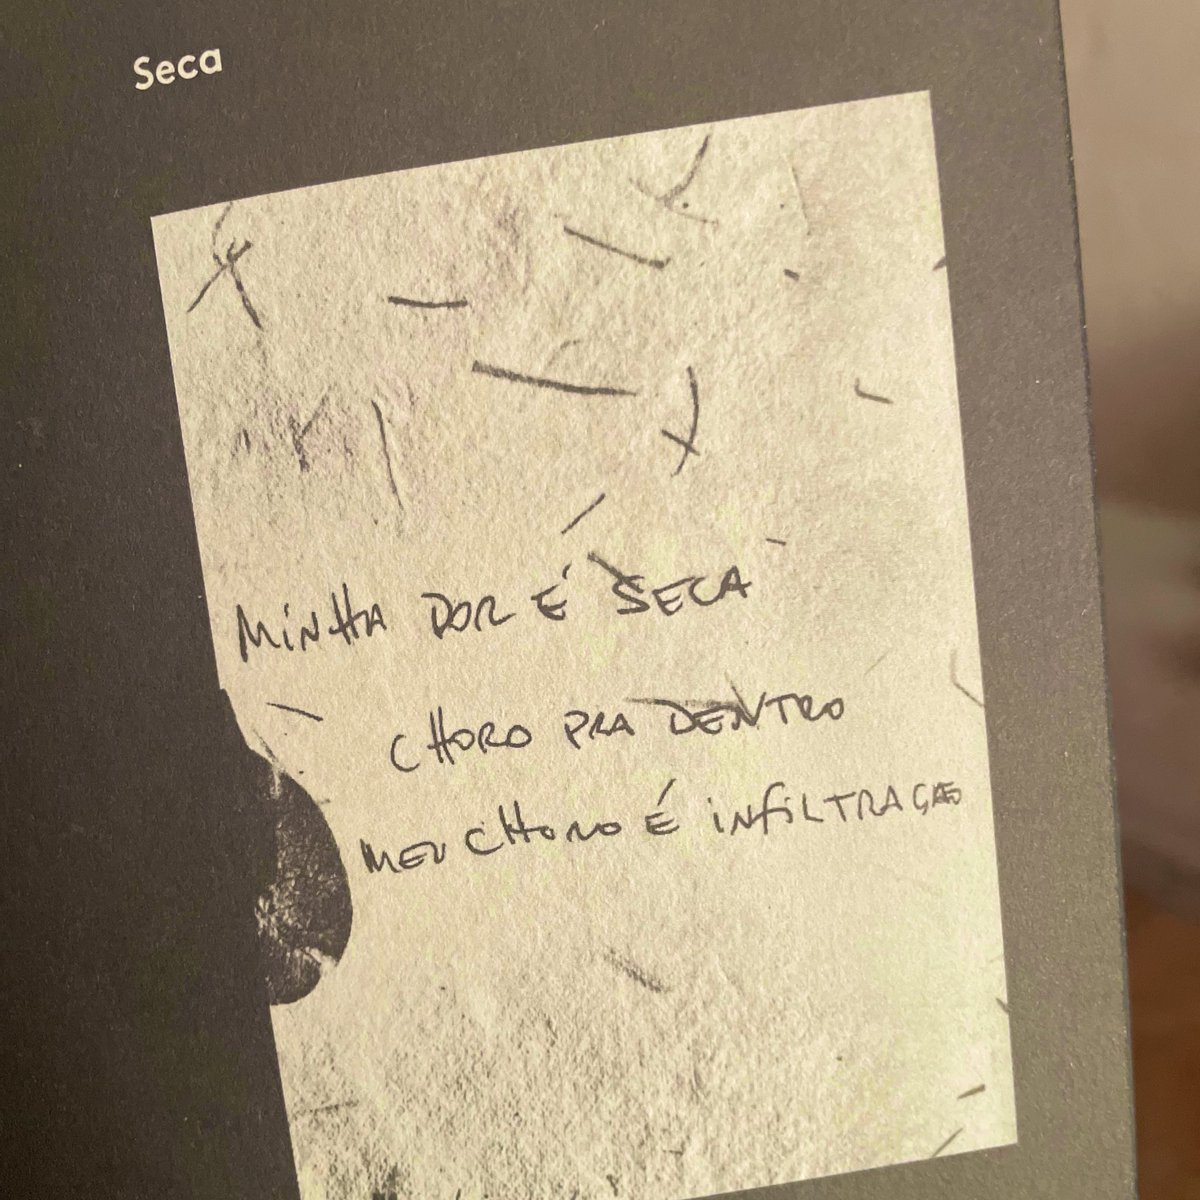 Seca
MINHA DOR É SECA
CHORO PRA DENTRO
MEU CHORO É INFILTRAÇÃO